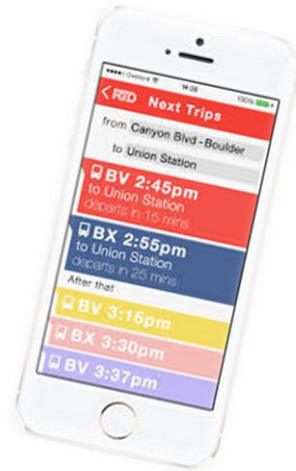 14:08
100%
RTD Next Trips
from Canyon Blvd - Boulder
to Union Station
BV 2:45pm
to Union Station
departs in 15 mins
BX 2:55pm
to Union Station
departs in 25 mins
After that
BV 3:15pm
BX 3:30pm
BV 3:37pm